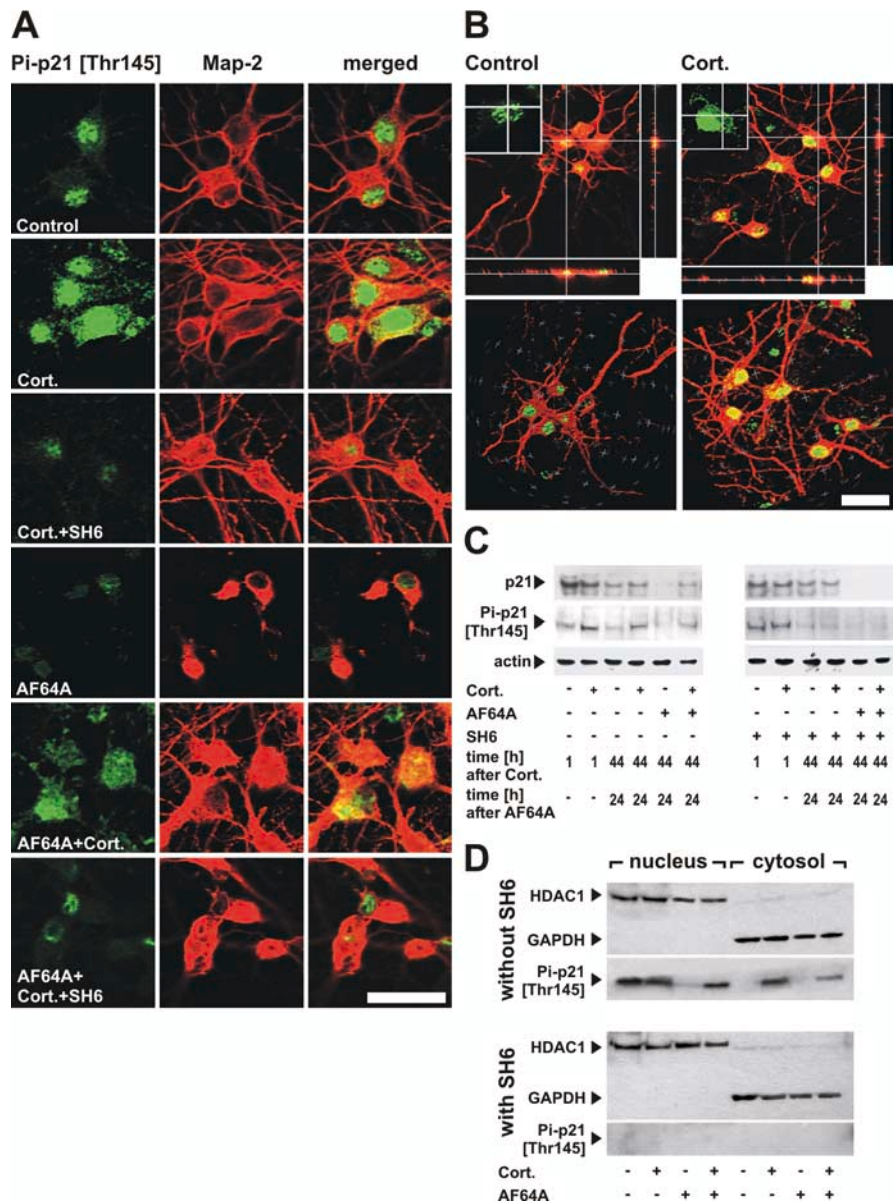 A
Pi-p21 [Thr145] Map-2 merged
Control
Cort.
Cort.+SH6
AF64A
AF64A+Cort.
AF64A+
Cort.+SH6
B
Control Cort.
C
p21
Pi-p21
[Thr145]
actin
Cort. - + - + - + - + - + - +
AF64A - - - - + + - - - - + +
SH6 - - - - - - + + + + + +
time [h]
after Cort. 1 1 44 44 44 44 1 1 44 44 44 44
time [h]
after AF64A - - 24 24 24 24 - - 24 24 24 24
D
nucleus cytosol
without SH6
HDAC1
GAPDH
Pi-p21
[Thr145]
with SH6
HDAC1
GAPDH
Pi-p21
[Thr145]
Cort. - + - + - + - +
AF64A - - + + - - + +